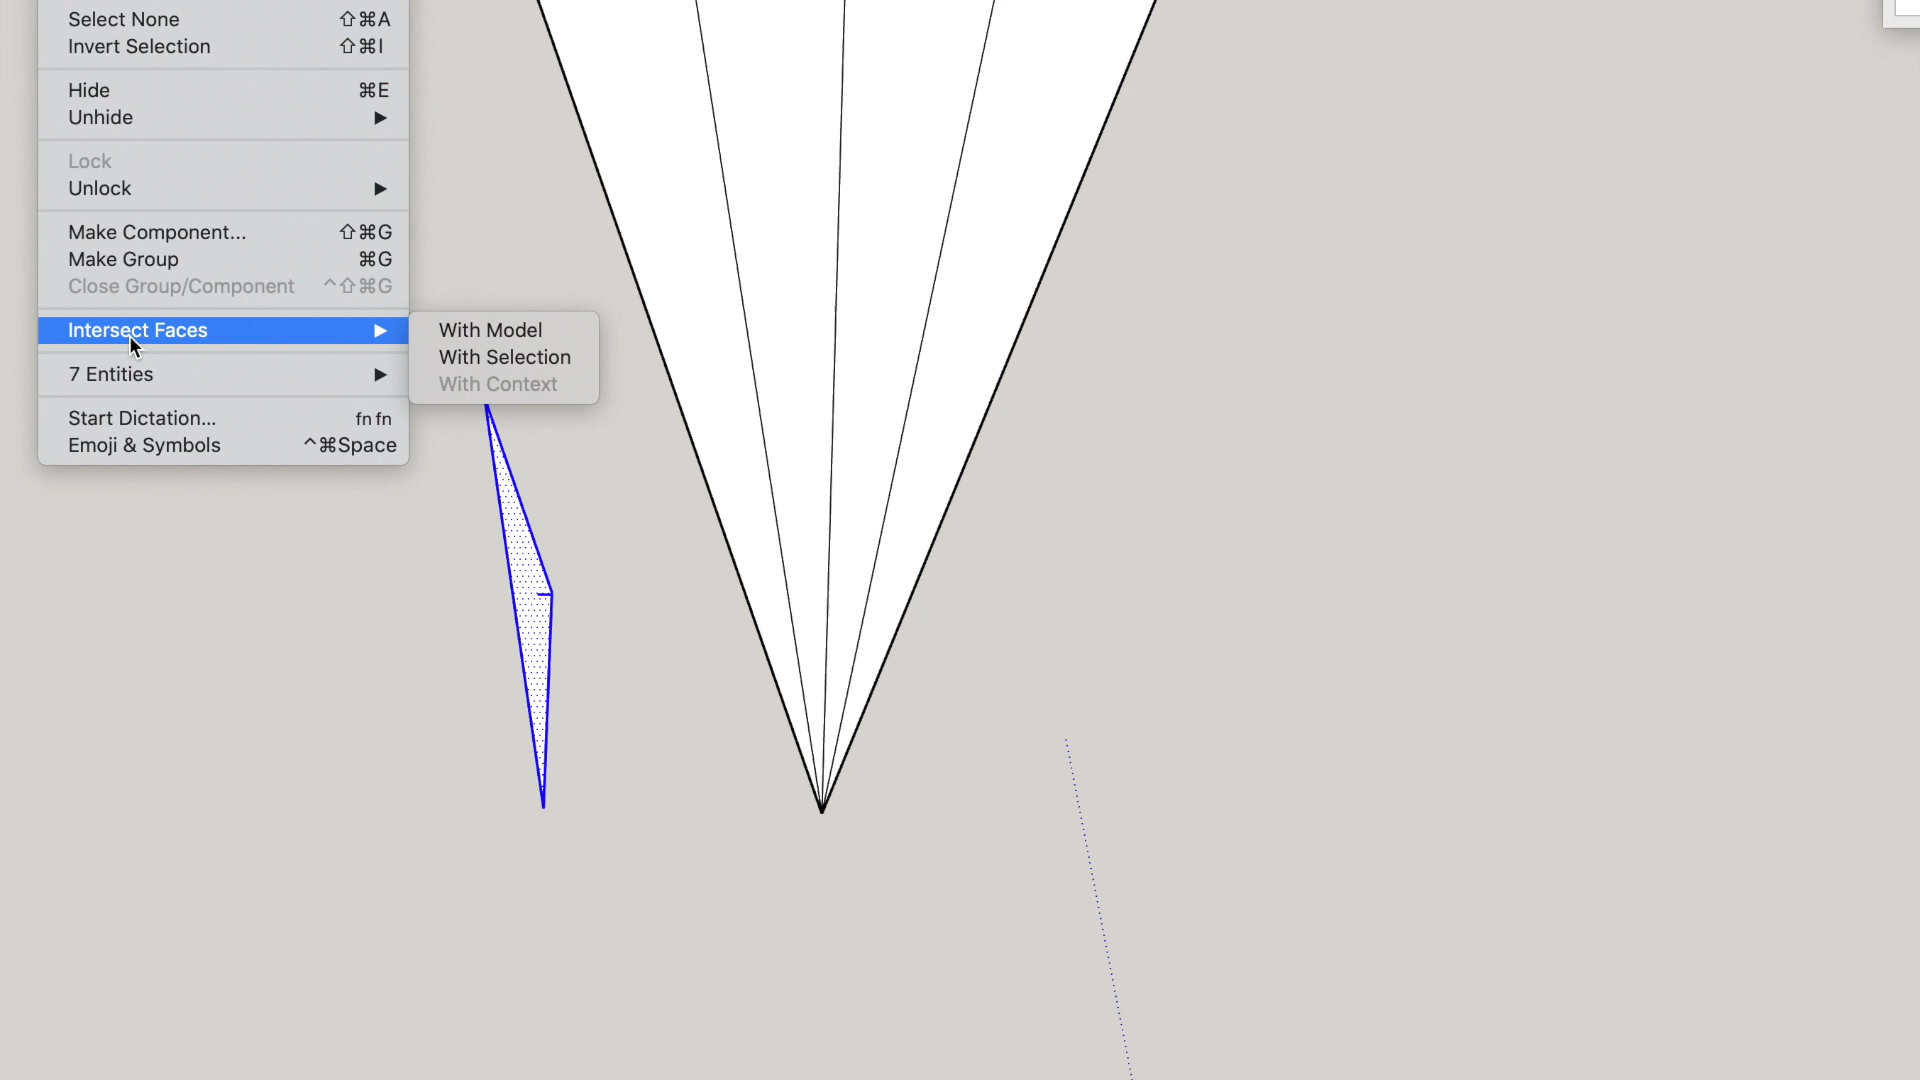 Select None ⇧⌘A
Invert Selection ⇧⌘I
Hide ⌘E
Unhide ▶
Lock
Unlock ▶
Make Component... ⇧⌘G
Make Group ⌘G
Close Group/Component ^⇧⌘G
Intersect Faces ▶
With Model
With Selection
With Context
7 Entities ▶
Start Dictation... fn fn
Emoji & Symbols ^⌘Space